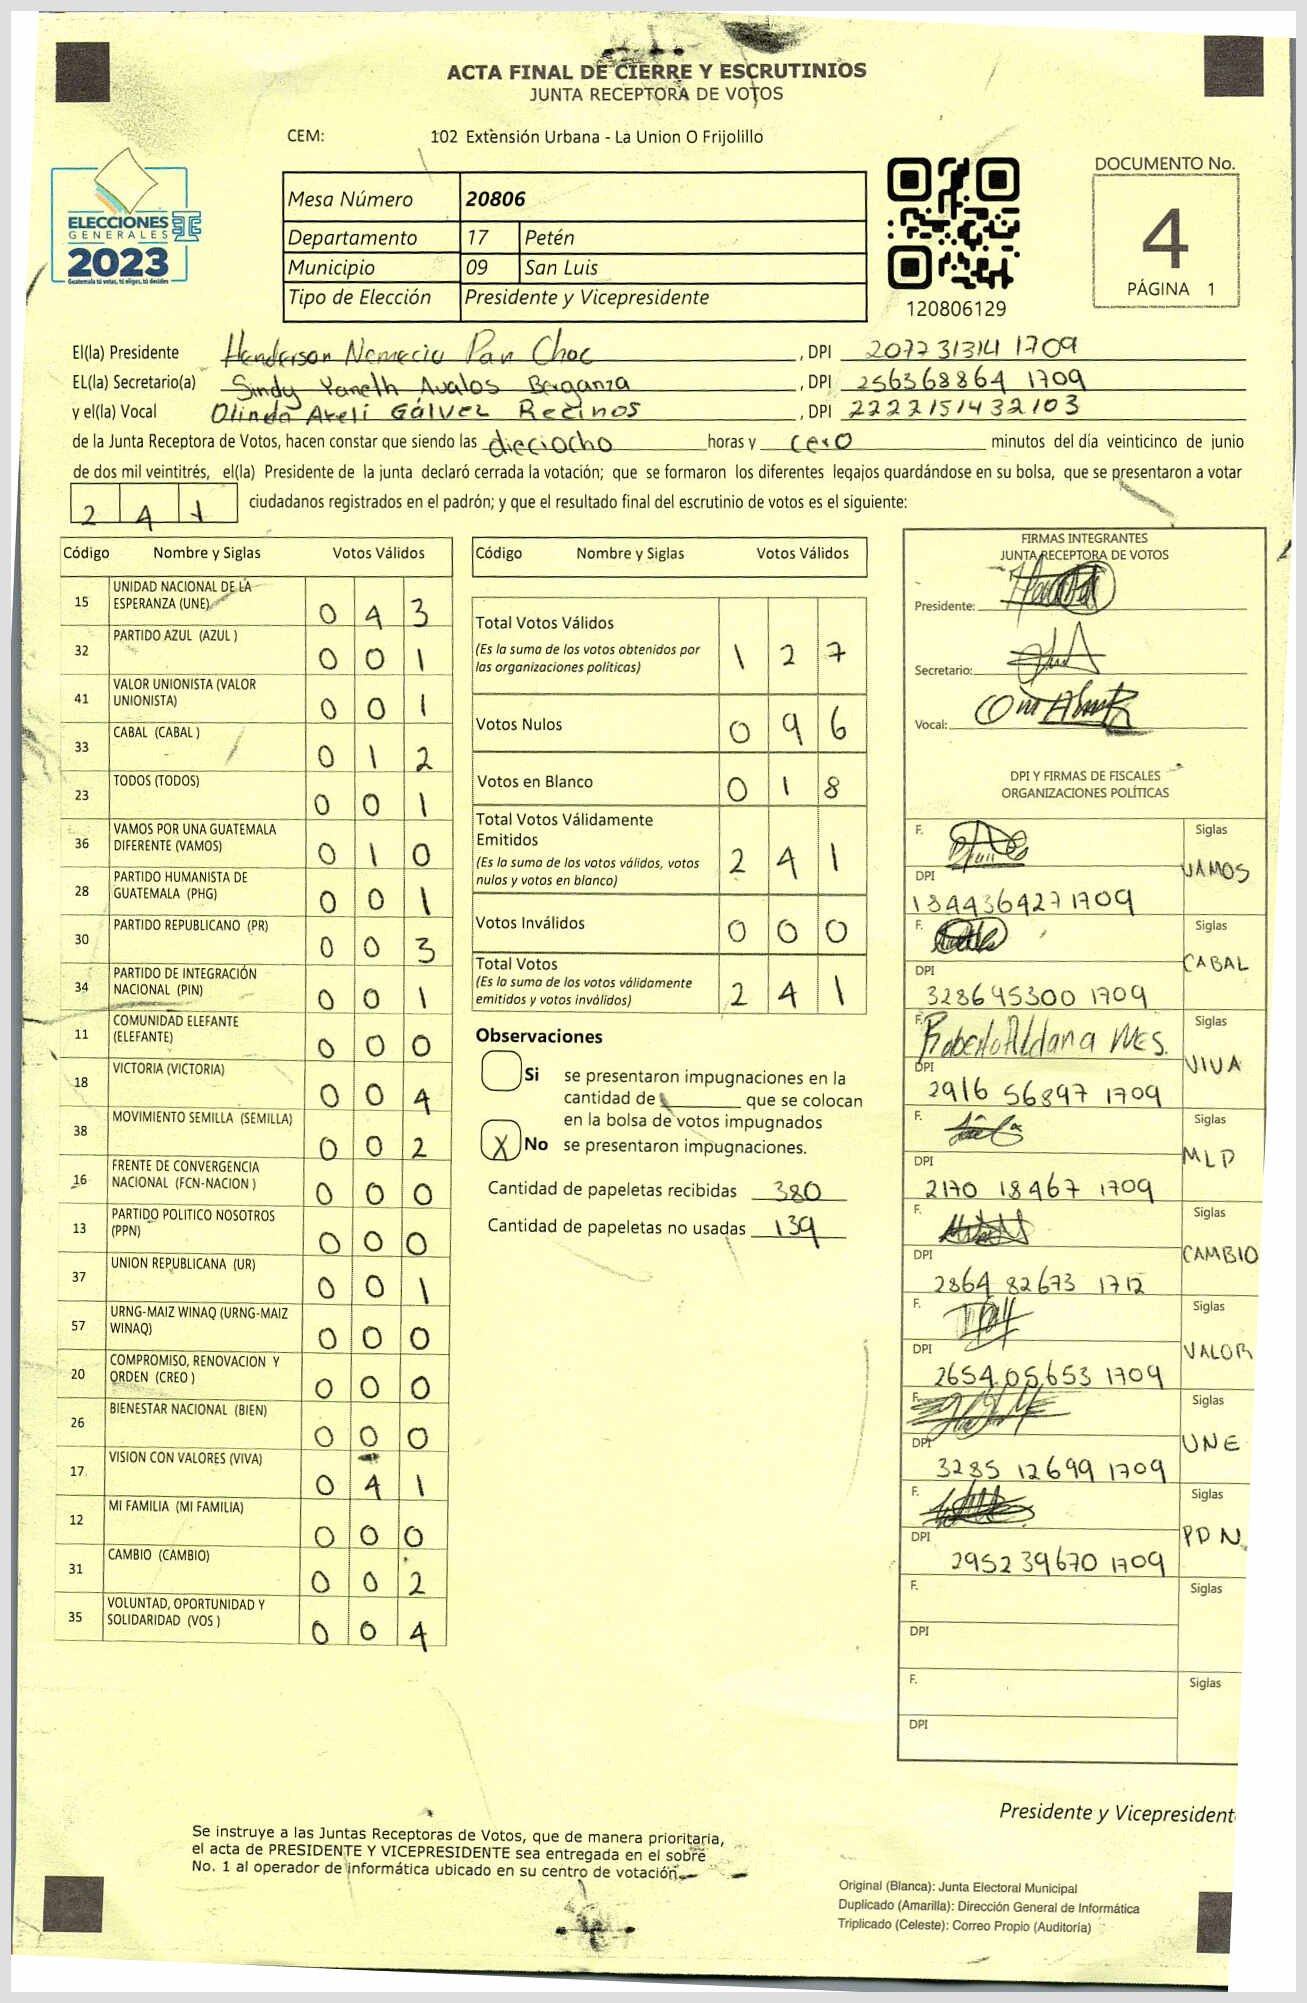 ACTA FINAL DE CIERRE Y ESCRUTINIOS
JUNTA RECEPTORA DE VOTOS
CEM: 102 Extensión Urbana - La Union O Frijolillo
ELECCIONES
GENERALES
2023
Guatemala tú votas, tú eliges, tú decides
Mesa Número 20806
Departamento 17 Petén
Municipio 09 San Luis
Tipo de Elección Presidente y Vicepresidente
120806129
DOCUMENTO No.
4
PÁGINA 1
El(la) Presidente Henderson Nemecio Pan Choc , DPI 207731314 1709
EL(la) Secretario(a) Sindy Yaneth Avalos Berganza , DPI 256368864 1709
y el(la) Vocal Olinda Areli Gálvez Recinos , DPI 2222151432103
de la Junta Receptora de Votos, hacen constar que siendo las dieciocho horas y cero minutos del día veinticinco de junio
de dos mil veintitrés, el(la) Presidente de la junta declaró cerrada la votación; que se formaron los diferentes legajos quardándose en su bolsa, que se presentaron a votar
2 4 1 ciudadanos registrados en el padrón; y que el resultado final del escrutinio de votos es el siguiente:
Código Nombre y Siglas Votos Válidos
15 UNIDAD NACIONAL DE LA ESPERANZA (UNE) 0 4 3
32 PARTIDO AZUL (AZUL ) 0 0 1
41 VALOR UNIONISTA (VALOR UNIONISTA) 0 0 1
33 CABAL (CABAL ) 0 1 2
23 TODOS (TODOS) 0 0 1
36 VAMOS POR UNA GUATEMALA DIFERENTE (VAMOS) 0 1 0
28 PARTIDO HUMANISTA DE GUATEMALA (PHG) 0 0 1
30 PARTIDO REPUBLICANO (PR) 0 0 3
34 PARTIDO DE INTEGRACIÓN NACIONAL (PIN) 0 0 1
11 COMUNIDAD ELEFANTE (ELEFANTE) 0 0 0
18 VICTORIA (VICTORIA) 0 0 4
38 MOVIMIENTO SEMILLA (SEMILLA) 0 0 2
16 FRENTE DE CONVERGENCIA NACIONAL (FCN-NACION ) 0 0 0
13 PARTIDO POLITICO NOSOTROS (PPN) 0 0 0
37 UNION REPUBLICANA (UR) 0 0 1
57 URNG-MAIZ WINAQ (URNG-MAIZ WINAQ) 0 0 0
20 COMPROMISO, RENOVACION Y ORDEN (CREO ) 0 0 0
26 BIENESTAR NACIONAL (BIEN) 0 0 0
17 VISION CON VALORES (VIVA) 0 4 1
12 MI FAMILIA (MI FAMILIA) 0 0 0
31 CAMBIO (CAMBIO) 0 0 2
35 VOLUNTAD, OPORTUNIDAD Y SOLIDARIDAD (VOS ) 0 0 4
Código Nombre y Siglas Votos Válidos
Total Votos Válidos 1 2 7
(Es la suma de los votos obtenidos por
las organizaciones políticas)
Votos Nulos 0 9 6
Votos en Blanco 0 1 8
Total Votos Válidamente
Emitidos 2 4 1
(Es la suma de los votos válidos, votos
nulos y votos en blanco)
Votos Inválidos 0 0 0
Total Votos 2 4 1
(Es la suma de los votos válidamente
emitidos y votos inválidos)
Observaciones
Si se presentaron impugnaciones en la
cantidad de ________ que se colocan
en la bolsa de votos impugnados
X No se presentaron impugnaciones.
Cantidad de papeletas recibidas 380
Cantidad de papeletas no usadas 139
FIRMAS INTEGRANTES
JUNTA RECEPTORA DE VOTOS
Presidente:
Secretario:
Vocal:
DPI Y FIRMAS DE FISCALES
ORGANIZACIONES POLÍTICAS
F. Siglas
VAMOS
DPI
184436427 1709
F. Siglas
CABAL
DPI
328645300 1709
F. Roberto Aldana Mes. Siglas
VIVA
DPI
2916 56897 1709
F. Siglas
MLP
DPI
2170 18467 1709
F. Siglas
CAMBIO
DPI
2864 82673 1712
F. Siglas
VALOR
DPI
2654 05653 1709
F. Siglas
UNE
DPI
3285 12699 1709
F. Siglas
PDN
DPI
295239670 1709
F. Siglas
DPI
F. Siglas
DPI
Presidente y Vicepresident
Se instruye a las Juntas Receptoras de Votos, que de manera prioritaria,
el acta de PRESIDENTE Y VICEPRESIDENTE sea entregada en el sobre
No. 1 al operador de informática ubicado en su centro de votación.
Original (Blanca): Junta Electoral Municipal
Duplicado (Amarilla): Dirección General de Informática
Triplicado (Celeste): Correo Propio (Auditoría)